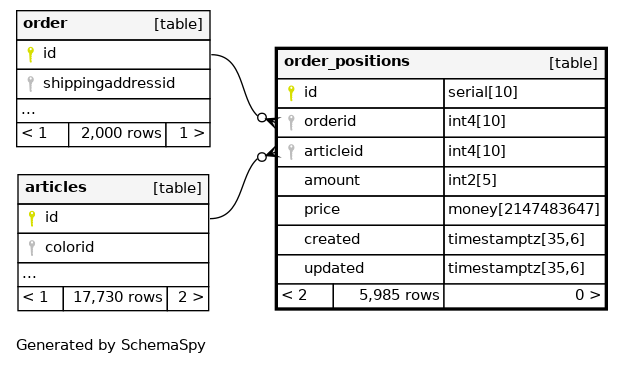 order [table]
id
shippingaddressid
...
< 1 2,000 rows 1 >
order_positions [table]
id serial[10]
orderid int4[10]
articleid int4[10]
amount int2[5]
price money[2147483647]
created timestamptz[35,6]
updated timestamptz[35,6]
< 2 5,985 rows 0 >
articles [table]
id
colorid
...
< 1 17,730 rows 2 >
Generated by SchemaSpy